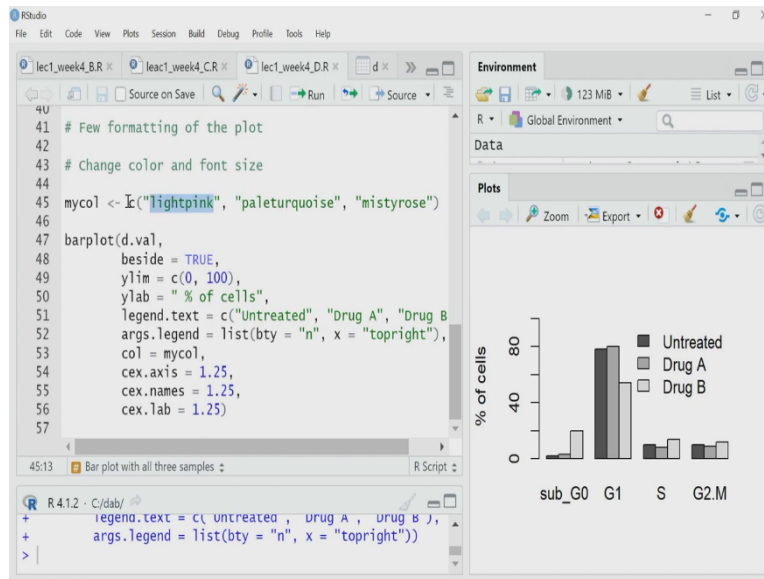 RStudio
File Edit Code View Plots Session Build Debug Profile Tools Help
lec1_week4_B.R × leac1_week4_C.R × lec1_week4_D.R × d ×
Source on Save Run Source
40
41 # Few formatting of the plot
42
43 # Change color and font size
44
45 mycol <- c("lightpink", "paleturquoise", "mistyrose")
46
47 barplot(d.val,
48 beside = TRUE,
49 ylim = c(0, 100),
50 ylab = " % of cells",
51 legend.text = c("Untreated", "Drug A", "Drug B
52 args.legend = list(bty = "n", x = "topright"),
53 col = mycol,
54 cex.axis = 1.25,
55 cex.names = 1.25,
56 cex.lab = 1.25)
57
45:13 Bar plot with all three samples R Script
R 4.1.2 · C:/dab/
+ legend.text = c("Untreated", "Drug A", "Drug B"),
+ args.legend = list(bty = "n", x = "topright"))
>
Environment
123 MiB List
R Global Environment
Data
Plots
Zoom Export
% of cells
80
40
0
Untreated
Drug A
Drug B
sub_G0 G1 S G2.M